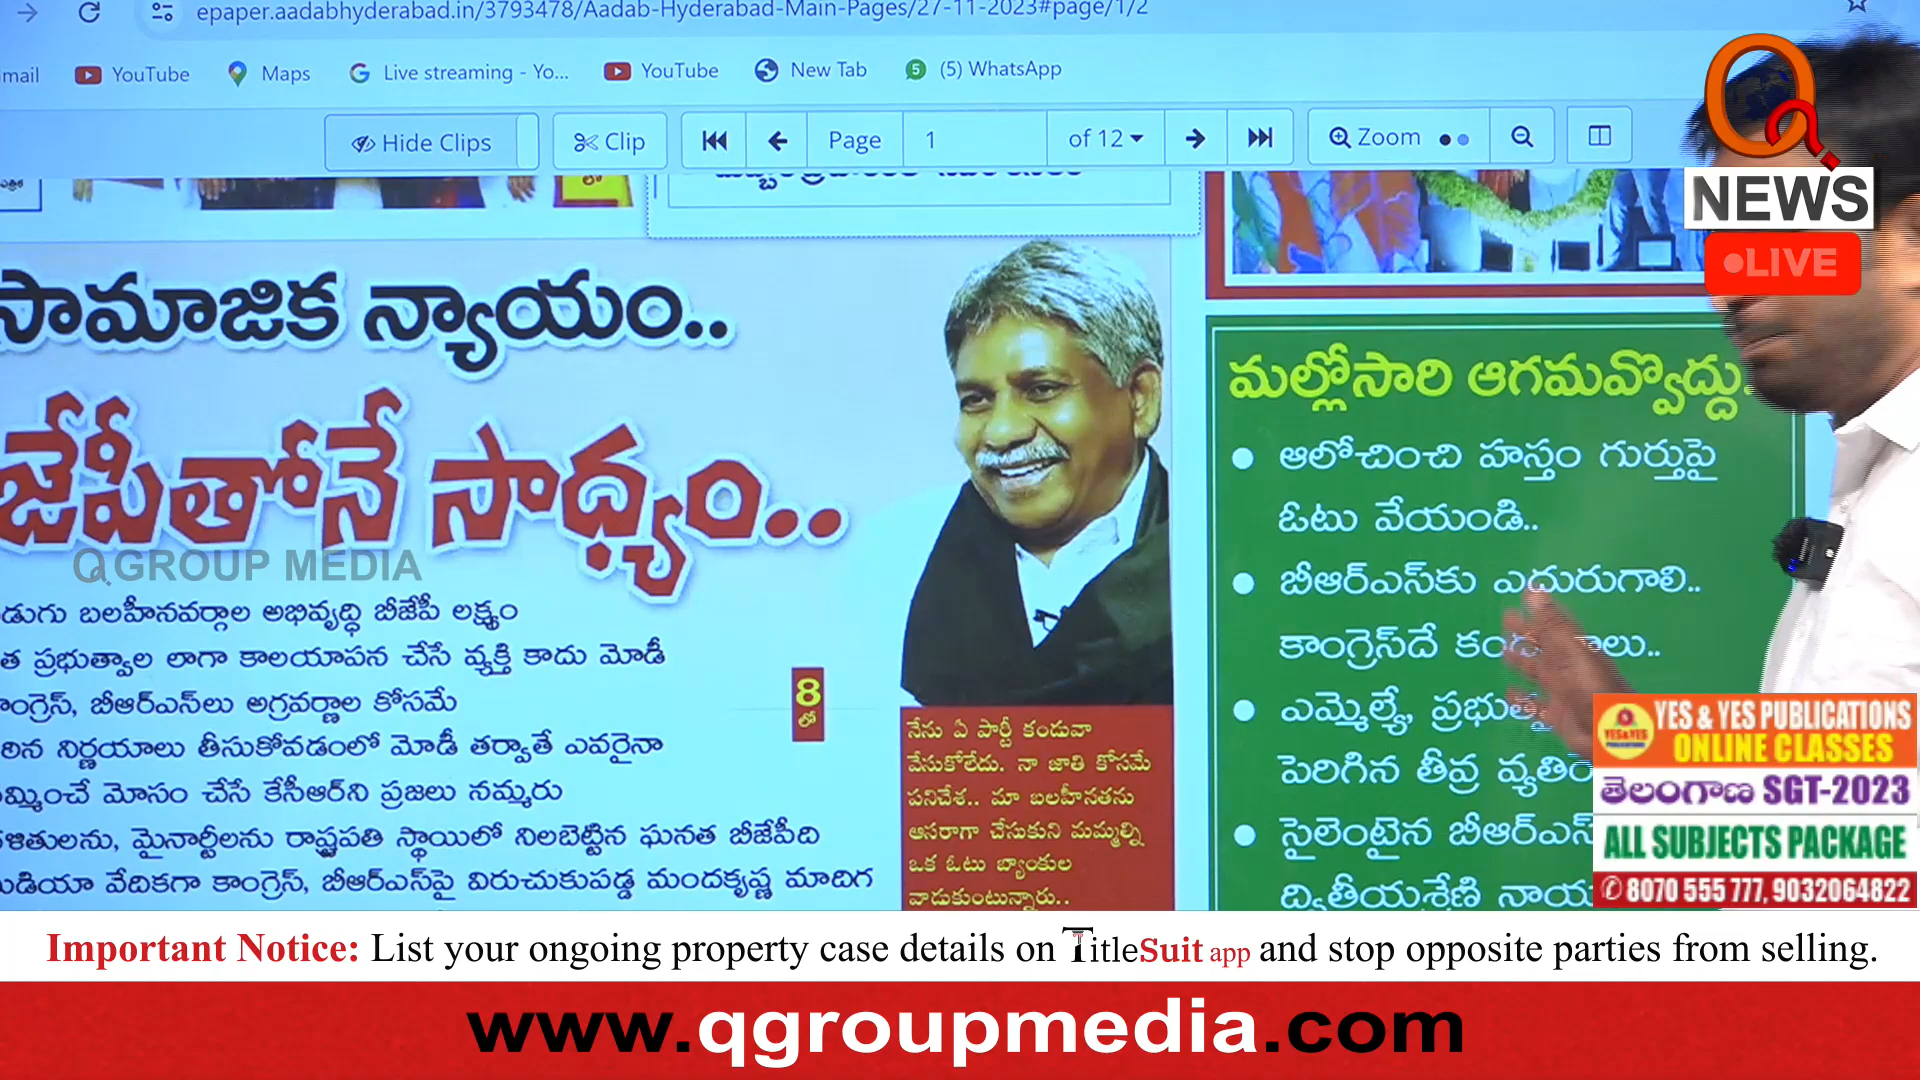 epaper.aadabhyderabad.in/3793478/Aadab-Hyderabad-Main-Pages/27-11-2023#page/1/2
mail YouTube Maps Live streaming - Yo... YouTube New Tab 5 (5) WhatsApp
Hide Clips Clip Page 1 of 12 Zoom
Q NEWS
LIVE
లో
సామాజిక న్యాయం..
జేపీతోనే సాధ్యం..
Q GROUP MEDIA
డుగు బలహీనవర్గాల అభివృద్ధి బీజేపీ లక్ష్యం
త ప్రభుత్వాల లాగా కాలయాపన చేసే వ్యక్తి కాదు మోడీ
ాంగ్రెస్, బీఆర్ఎస్‌లు అగ్రవర్ణాల కోసమే
రిన నిర్ణయాలు తీసుకోవడంలో మోడీ తర్వాతే ఎవరైనా
మ్మించే మోసం చేసే కేసీఆర్‌ని ప్రజలు నమ్మరు
ళితులను, మైనార్టీలను రాష్ట్రపతి స్థాయిలో నిలబెట్టిన ఘనత బీజేపీది
ుడియా వేదికగా కాంగ్రెస్, బీఆర్ఎస్‌పై విరుచుకుపడ్డ మందకృష్ణ మాదిగ
8
లో
నేను ఏ పార్టీ కండువా
వేసుకోలేదు. నా జాతి కోసమే
పనిచేశ.. మా బలహీనతను
ఆసరాగా చేసుకుని మమ్మల్ని
ఒక ఓటు బ్యాంకుల
వాడుకుంటున్నారు..
మల్లోసారి ఆగమవ్వొద్దు.
● ఆలోచించి హస్తం గుర్తుపై
ఓటు వేయండి..
● బీఆర్ఎస్‌కు ఎదురుగాలి..
కాంగ్రెస్‌దే
● ఎమ్మెల్యే,
పెరిగిన తీవ్ర
● సైలెంటైన బీఆర్ఎస్
ద్వితీయశ్రేణి
YES & YES PUBLICATIONS
ONLINE CLASSES
తెలంగాణ SGT-2023
ALL SUBJECTS PACKAGE
8070 555 777, 9032064822
Important Notice: List your ongoing property case details on TitleSuit app and stop opposite parties from selling.
www.qgroupmedia.com